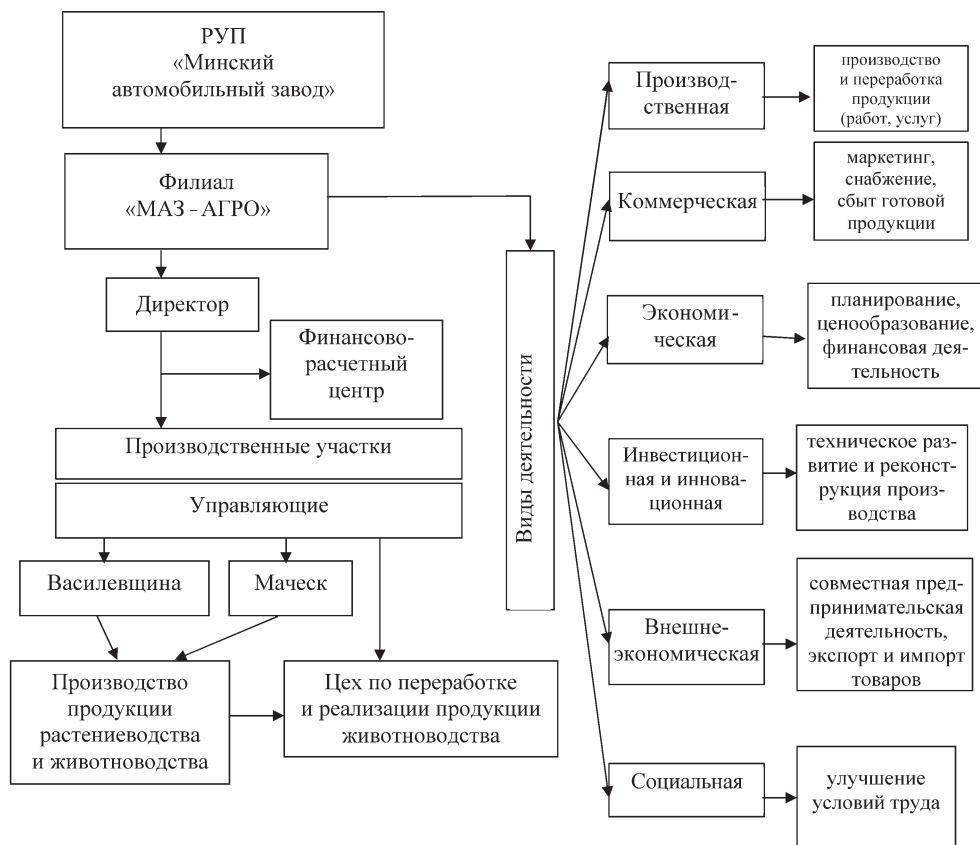 РУП
«Минский
автомобильный завод»
Филиал
«МАЗ – АГРО»
Директор
Финансово-
расчетный
центр
Производственные участки
Управляющие
Василевщина
Маческ
Производство
продукции
растениеводства
и животноводства
Цех по переработке
и реализации продукции
животноводства
Виды деятельности
Производ-
ственная
производство
и переработка
продукции
(работ, услуг)
Коммерческая
маркетинг,
снабжение,
сбыт готовой
продукции
Экономи-
ческая
планирование,
ценообразование,
финансовая дея-
тельность
Инвестицион-
ная и иннова-
ционная
техническое раз-
витие и реконст-
рукция произ-
водства
Внешне-
экономическая
совместная пред-
принимательская
деятельность,
экспорт и импорт
товаров
Социальная
улучшение
условий труда